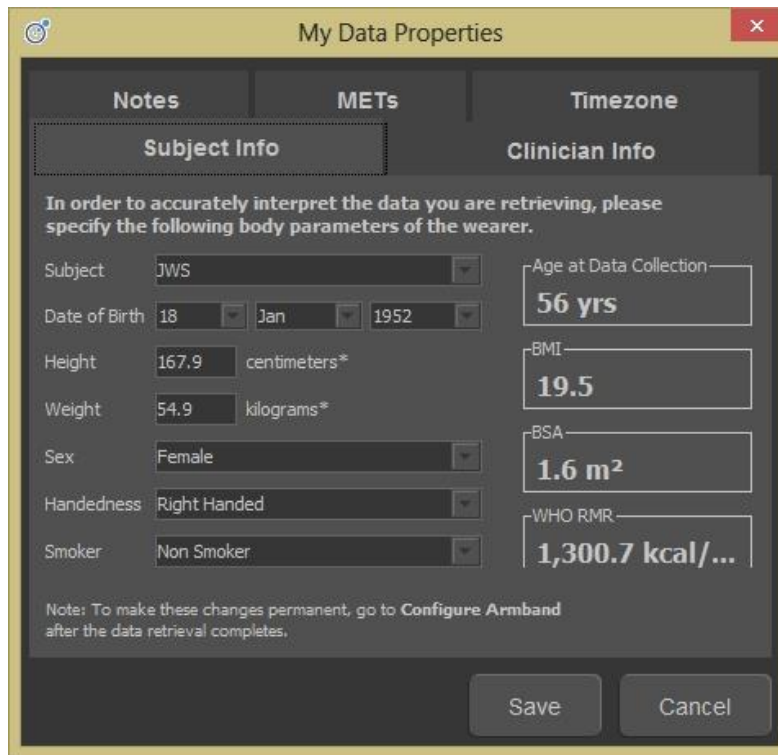 My Data Properties
Notes METs Timezone
Subject Info Clinician Info
In order to accurately interpret the data you are retrieving, please
specify the following body parameters of the wearer.
Subject JWS
Date of Birth 18 Jan 1952
Height 167.9 centimeters*
Weight 54.9 kilograms*
Sex Female
Handedness Right Handed
Smoker Non Smoker
Age at Data Collection
56 yrs
BMI
19.5
BSA
1.6 m²
WHO RMR
1,300.7 kcal/...
Note: To make these changes permanent, go to Configure Armband
after the data retrieval completes.
Save Cancel